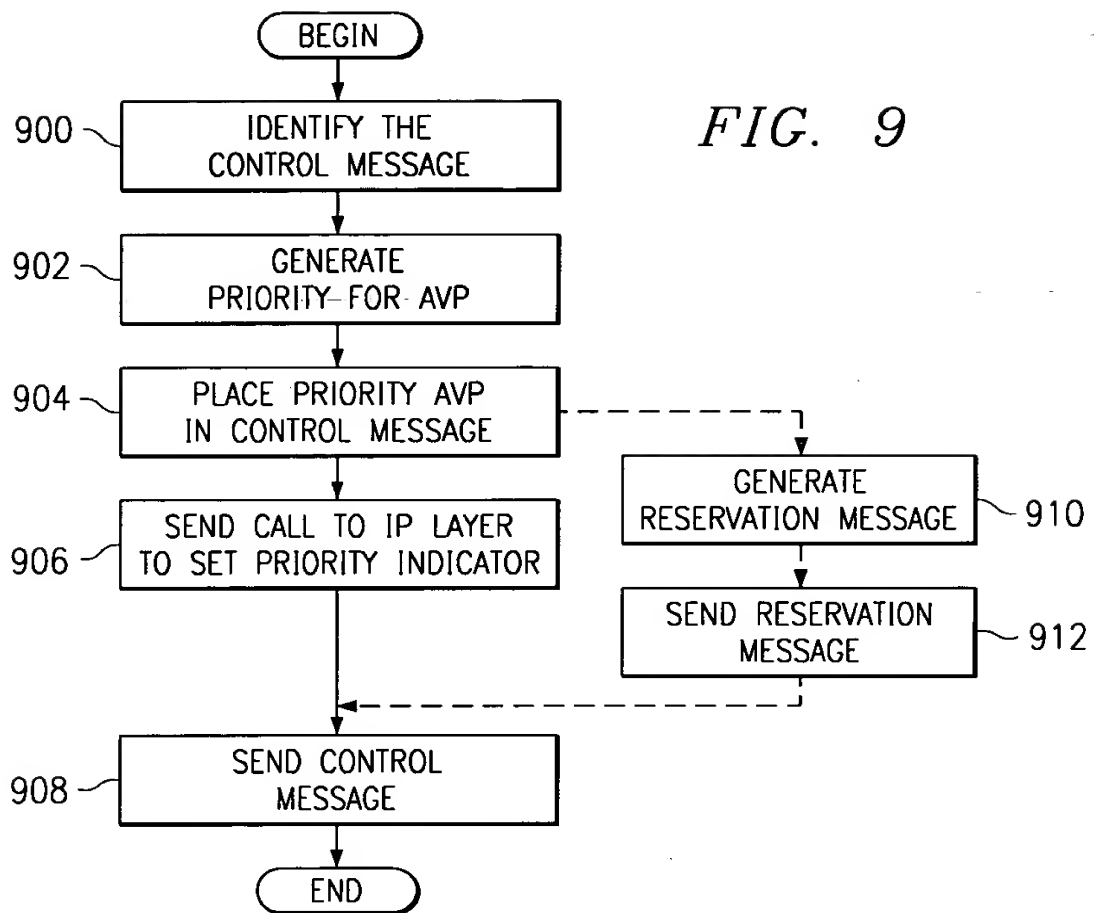 BEGIN
FIG. 9
900
IDENTIFY THE
CONTROL MESSAGE
902
GENERATE
PRIORITY FOR AVP
904
PLACE PRIORITY AVP
IN CONTROL MESSAGE
906
SEND CALL TO IP LAYER
TO SET PRIORITY INDICATOR
GENERATE
RESERVATION MESSAGE
910
SEND RESERVATION
MESSAGE
912
908
SEND CONTROL
MESSAGE
END